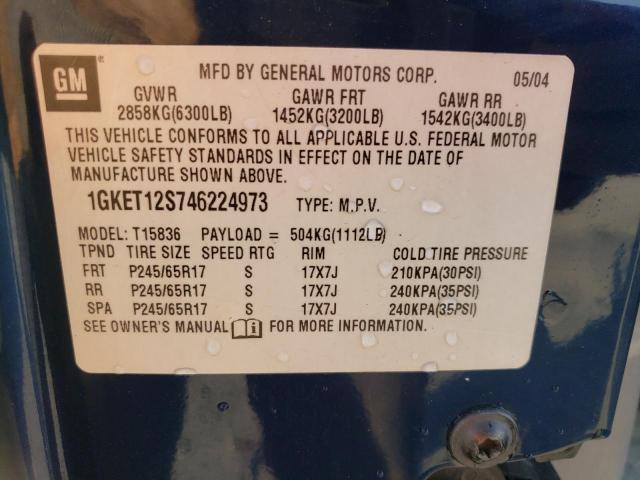 GM ®
MFD BY GENERAL MOTORS CORP. 05/04
GVWR GAWR FRT GAWR RR
2858KG(6300LB) 1452KG(3200LB) 1542KG(3400LB)
THIS VEHICLE CONFORMS TO ALL APPLICABLE U.S. FEDERAL MOTOR
VEHICLE SAFETY STANDARDS IN EFFECT ON THE DATE OF
MANUFACTURE SHOWN ABOVE.
1GKET12S746224973 TYPE: M.P.V.
MODEL: T15836 PAYLOAD = 504KG(1112LB)
TPND TIRE SIZE SPEED RTG RIM COLD TIRE PRESSURE
FRT P245/65R17 S 17X7J 210KPA(30PSI)
RR P245/65R17 S 17X7J 240KPA(35PSI)
SPA P245/65R17 S 17X7J 240KPA(35PSI)
SEE OWNER'S MANUAL i FOR MORE INFORMATION.